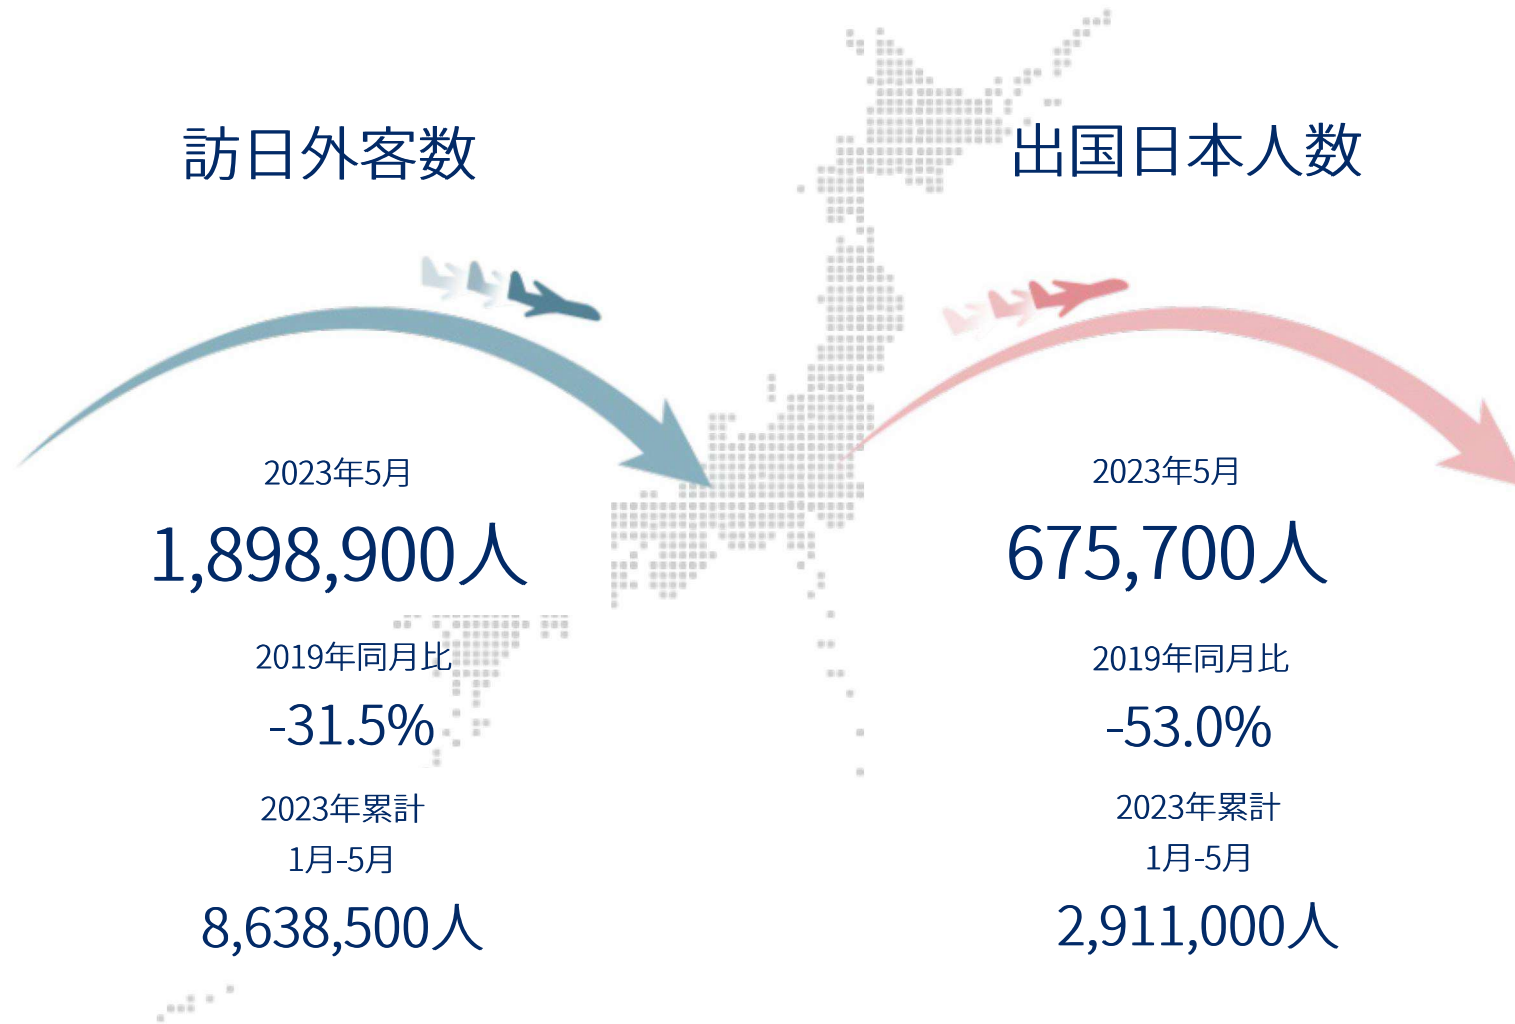 訪日外客数
2023年5月
1,898,900人
2019年同月比
-31.5%
2023年累計
1月-5月
8,638,500人
出国日本人数
2023年5月
675,700人
2019年同月比
-53.0%
2023年累計
1月-5月
2,911,000人